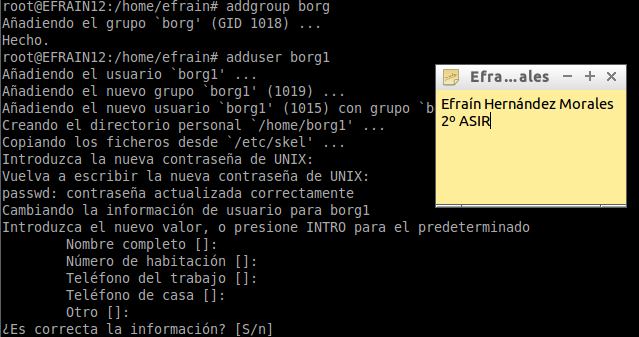 root@EFRAIN12:/home/efrain# addgroup borg
Añadiendo el grupo `borg' (GID 1018) ...
Hecho.
root@EFRAIN12:/home/efrain# adduser borg1
Añadiendo el usuario `borg1' ...
Añadiendo el nuevo grupo `borg1' (1019) ...
Añadiendo el nuevo usuario `borg1' (1015) con grupo `b
Creando el directorio personal `/home/borg1' ...
Copiando los ficheros desde `/etc/skel' ...
Introduzca la nueva contraseña de UNIX:
Vuelva a escribir la nueva contraseña de UNIX:
passwd: contraseña actualizada correctamente
Cambiando la información de usuario para borg1
Introduzca el nuevo valor, o presione INTRO para el predeterminado
Nombre completo []:
Número de habitación []:
Teléfono del trabajo []:
Teléfono de casa []:
Otro []:
¿Es correcta la información? [S/n]
Efra...ales
Efraín Hernández Morales
2º ASIR